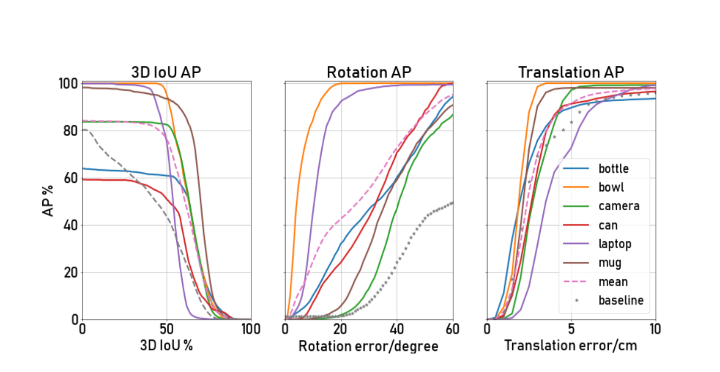 3D IoU AP
Rotation AP
Translation AP
AP %
100
80
60
40
20
0
0
50
100
3D IoU %
0
20
40
60
Rotation error/degree
0
5
10
Translation error/cm
bottle
bowl
camera
can
laptop
mug
mean
baseline